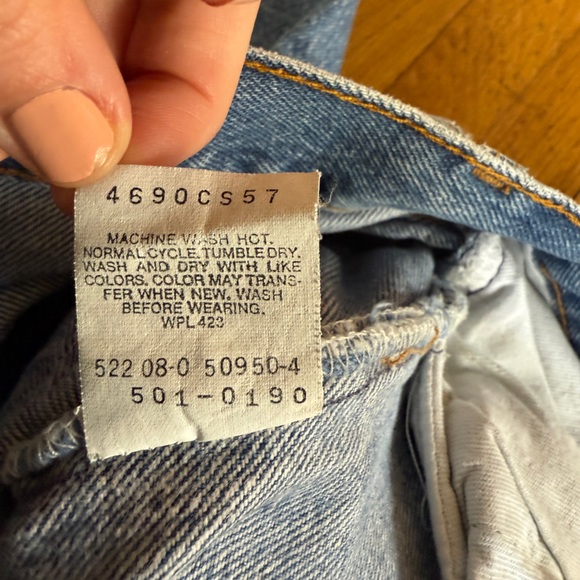 4690CS57
MACHINE WASH HOT.
NORMAL CYCLE. TUMBLE DRY.
WASH AND DRY WITH LIKE
COLORS. COLOR MAY TRANS-
FER WHEN NEW. WASH
BEFORE WEARING.
WPL 423
522 08-0 50950-4
501-0190